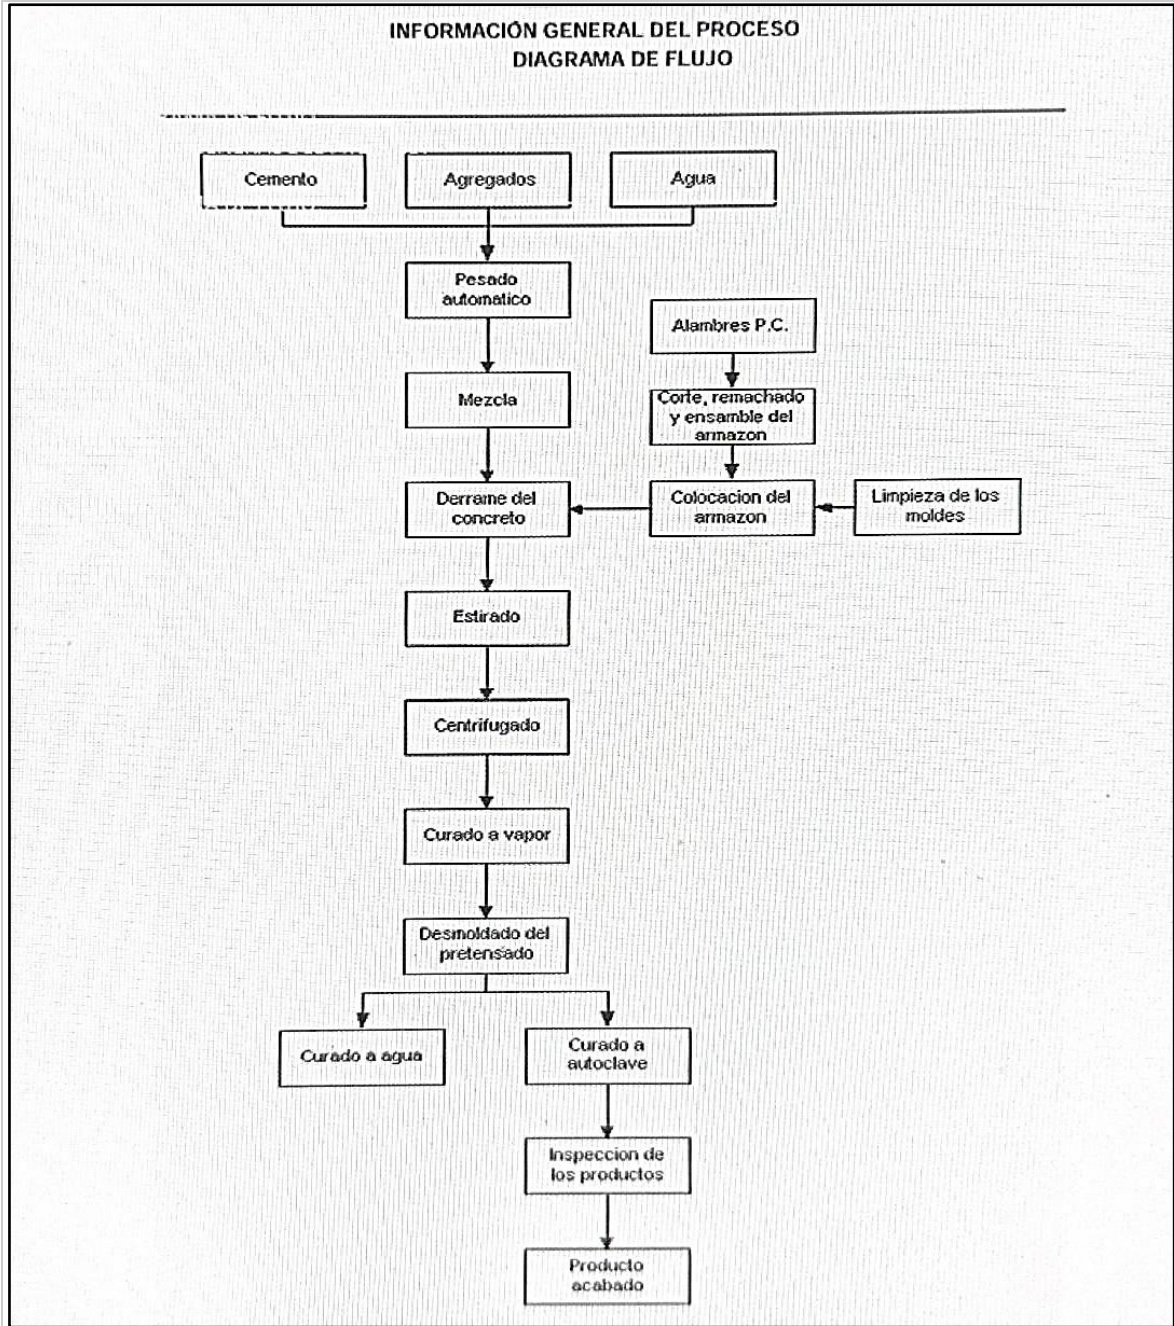 INFORMACIÓN GENERAL DEL PROCESO
DIAGRAMA DE FLUJO
Cemento
Agregados
Agua
Pesado
automatico
Alambres P.C.
Mezcla
Corte, remachado
y ensamble del
armazon
Derrame del
concreto
Colocacion del
armazon
Limpieza de los
moldes
Estirado
Centrifugado
Curado a vapor
Desmoldado del
pretensado
Curado a agua
Curado a
autoclave
Inspeccion de
los productos
Producto
acabado